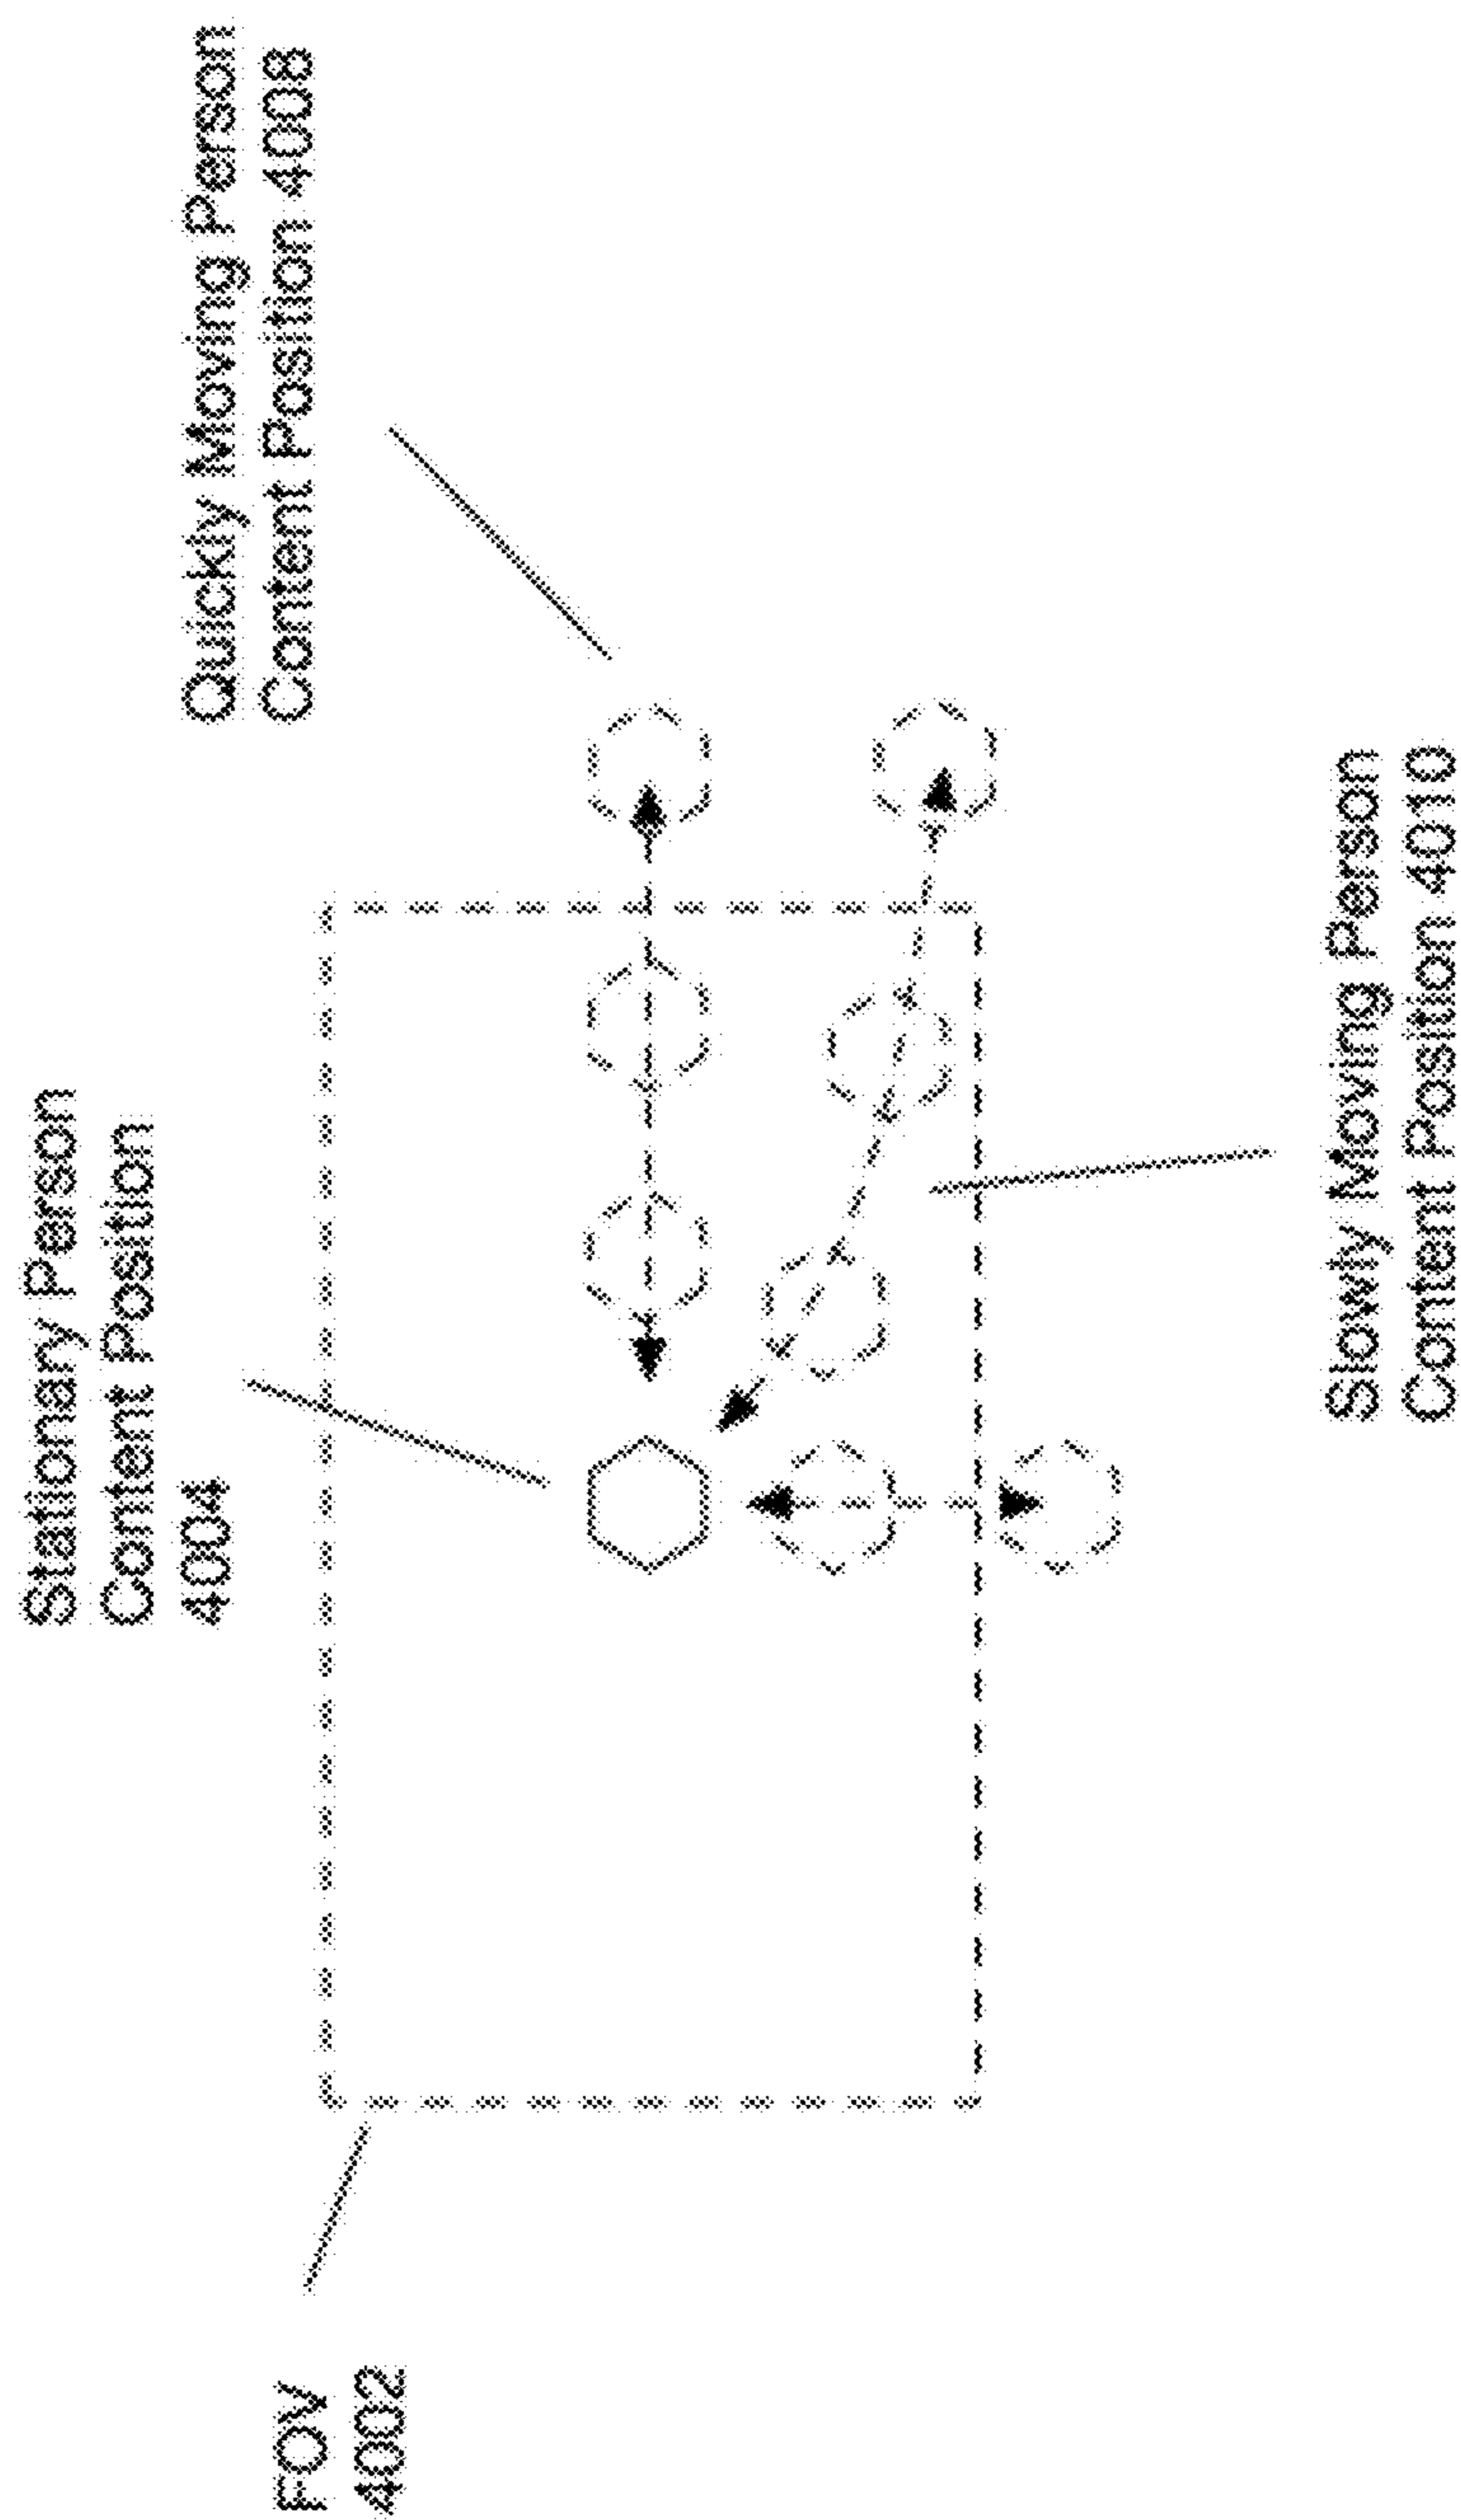 Stationary Person
Content Position
4004
Quickly Moving Person
Content Position 4008
FOV
4002
Slowly Moving Person
Content Position 4010